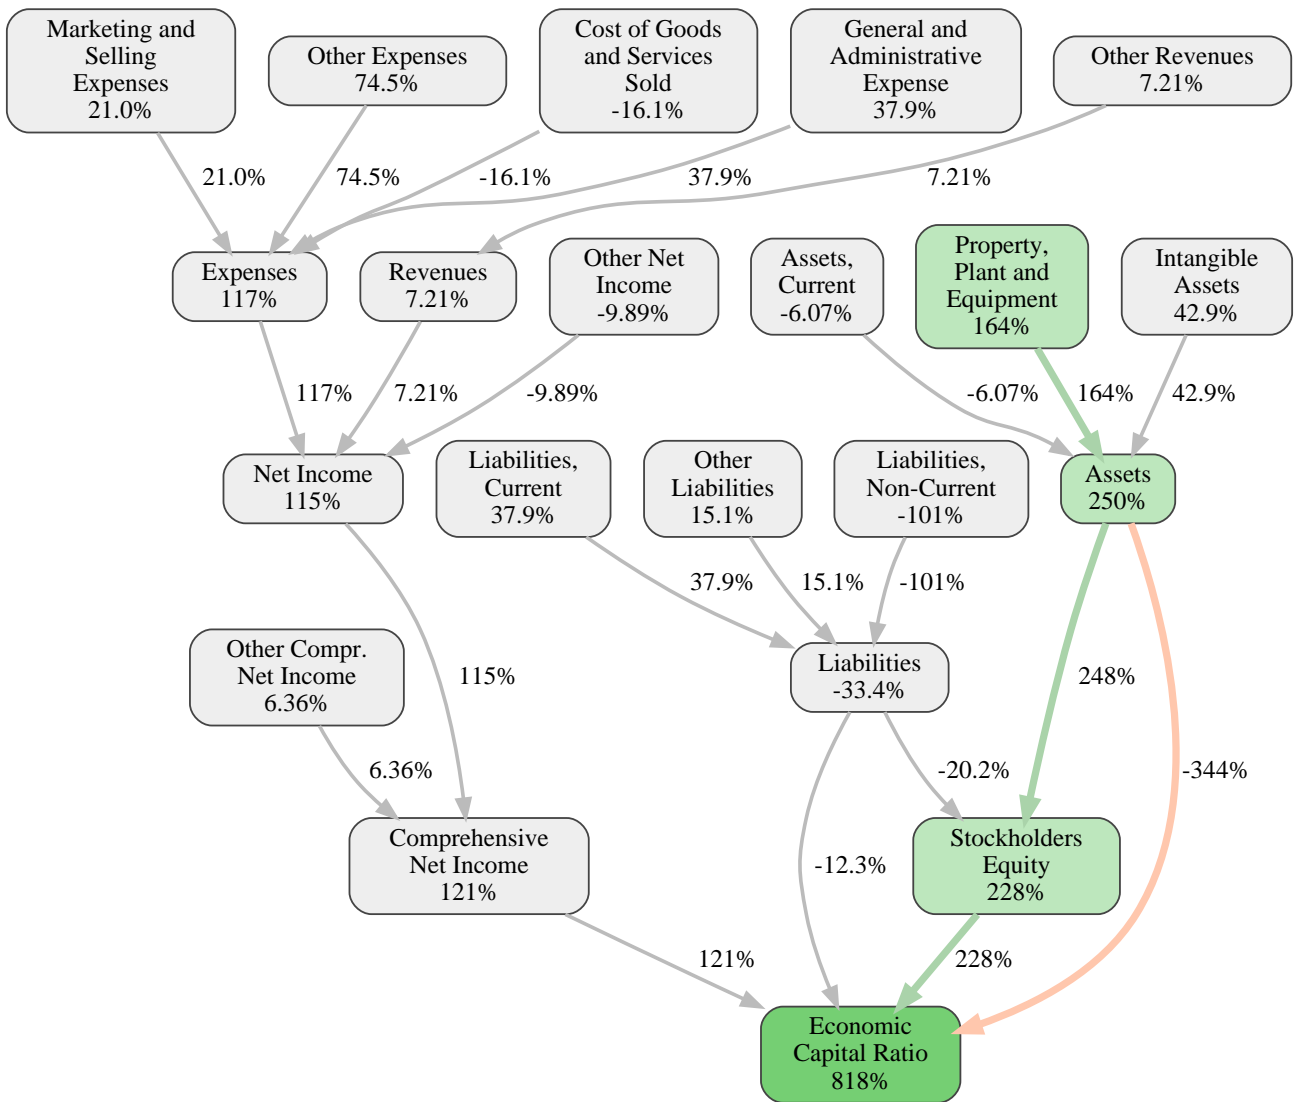 Marketing and
Selling
Expenses
21.0%
Other Expenses
74.5%
Cost of Goods
and Services
Sold
-16.1%
General and
Administrative
Expense
37.9%
Other Revenues
7.21%
21.0%
74.5%
-16.1%
37.9%
7.21%
Expenses
117%
Revenues
7.21%
Other Net
Income
-9.89%
Assets,
Current
-6.07%
Property,
Plant and
Equipment
164%
Intangible
Assets
42.9%
117%
7.21%
-9.89%
-6.07%
164%
42.9%
Net Income
115%
Liabilities,
Current
37.9%
Other
Liabilities
15.1%
Liabilities,
Non-Current
-101%
Assets
250%
37.9%
15.1%
-101%
Other Compr.
Net Income
6.36%
115%
Liabilities
-33.4%
248%
6.36%
-20.2%
-344%
Comprehensive
Net Income
121%
-12.3%
Stockholders
Equity
228%
121%
228%
Economic
Capital Ratio
818%